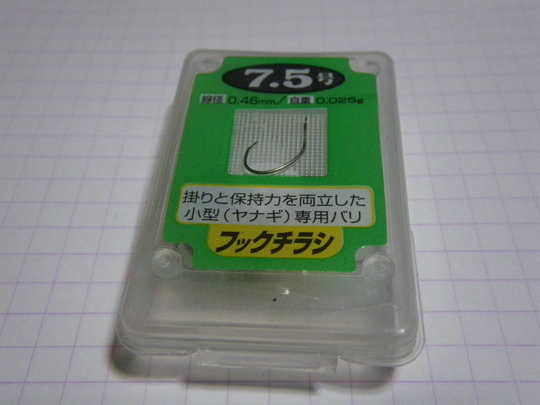 7.5号
線径 0.46mm/ 自重 0.025g
掛りと保持力を両立した
小型(ヤナギ)専用バリ
フックチラシ